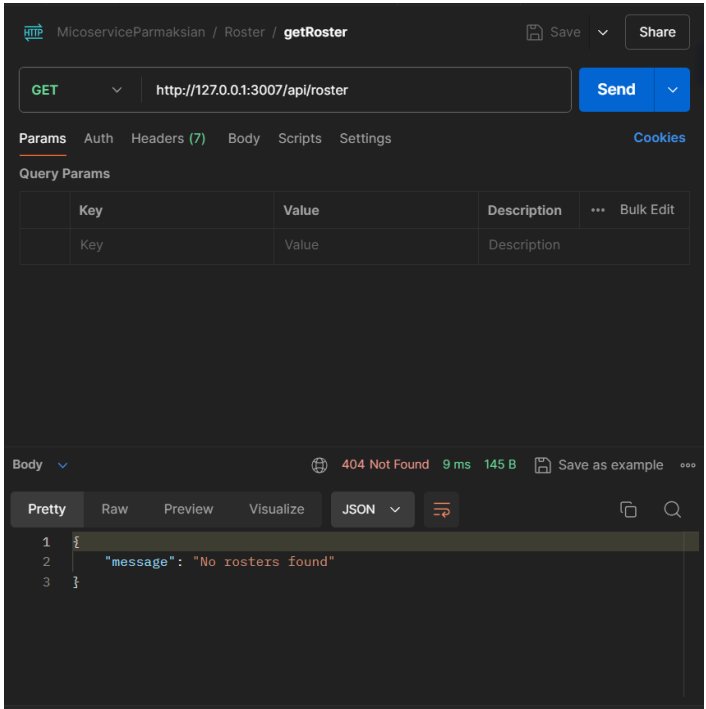 HTTP MicoserviceParmaksian / Roster / getRoster Save Share
GET http://127.0.0.1:3007/api/roster Send
Params Auth Headers (7) Body Scripts Settings Cookies
Query Params
Key Value Description ••• Bulk Edit
Key Value Description
Body 404 Not Found 9 ms 145 B Save as example
Pretty Raw Preview Visualize JSON
1 {
2 "message": "No rosters found"
3 }